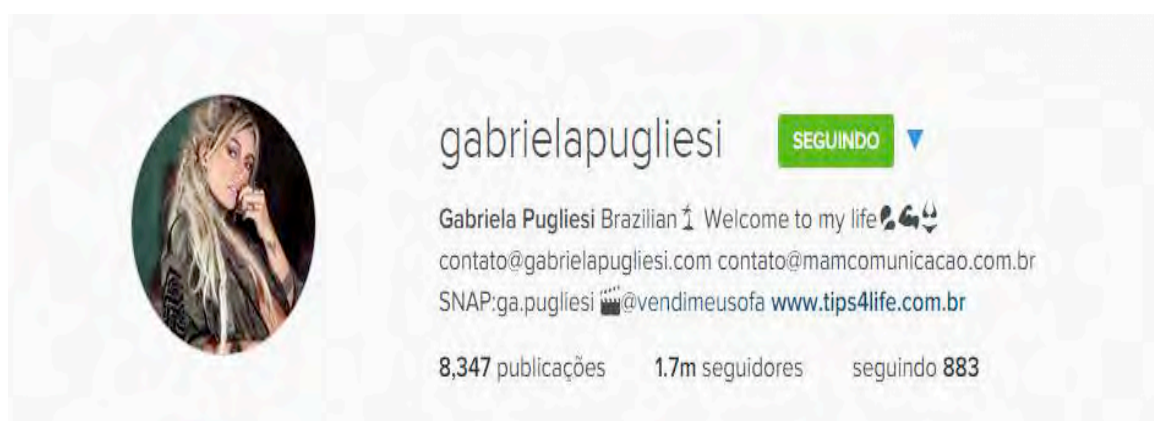 gabrielapugliesi SEGUINDO
Gabriela Pugliesi Brazilian Welcome to my life
contato@gabrielapugliesi.com contato@mamcomunicacao.com.br
SNAP:ga.pugliesi 🎬@vendimeusofa www.tips4life.com.br
8,347 publicações 1.7m seguidores seguindo 883